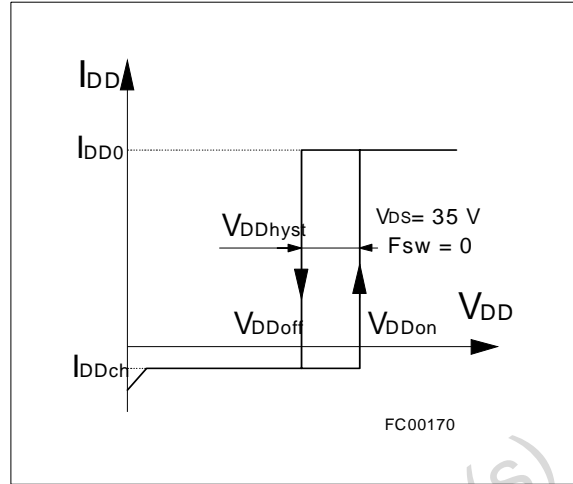 IDD
IDD0
VDDhyst
VDS= 35 V
Fsw = 0
VDDoff
VDDon
VDD
IDDch
FC00170
(s)